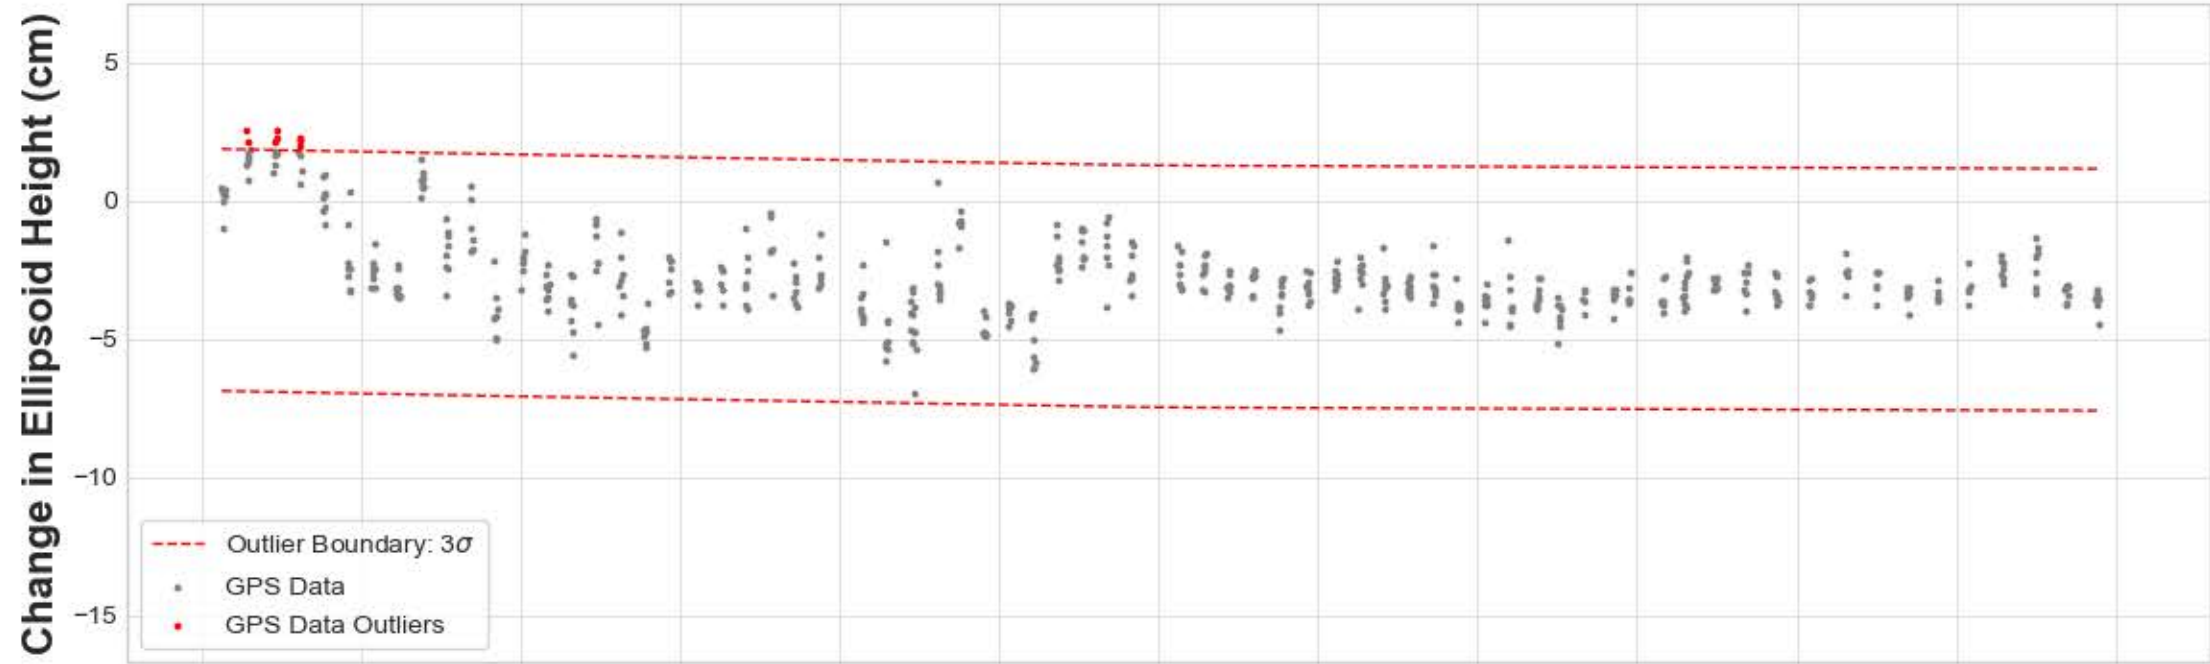 Change in Ellipsoid Height (cm)
5
0
−5
−10
−15
Outlier Boundary: 3σ
GPS Data
GPS Data Outliers